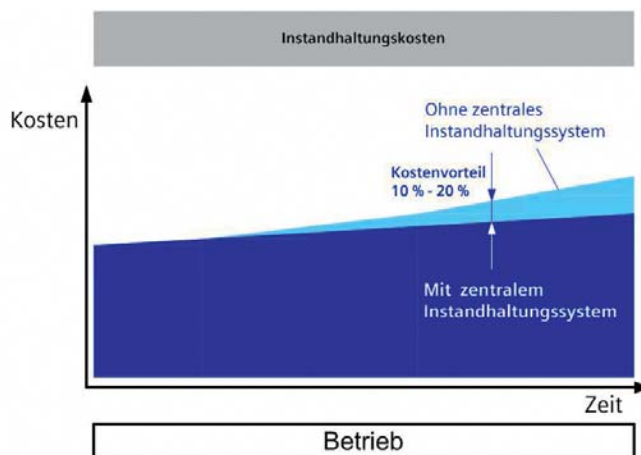 Instandhaltungskosten
Kosten
Ohne zentrales
Instandhaltungssystem
Kostenvorteil
10 % - 20 %
Mit zentralem
Instandhaltungssystem
Zeit
Betrieb